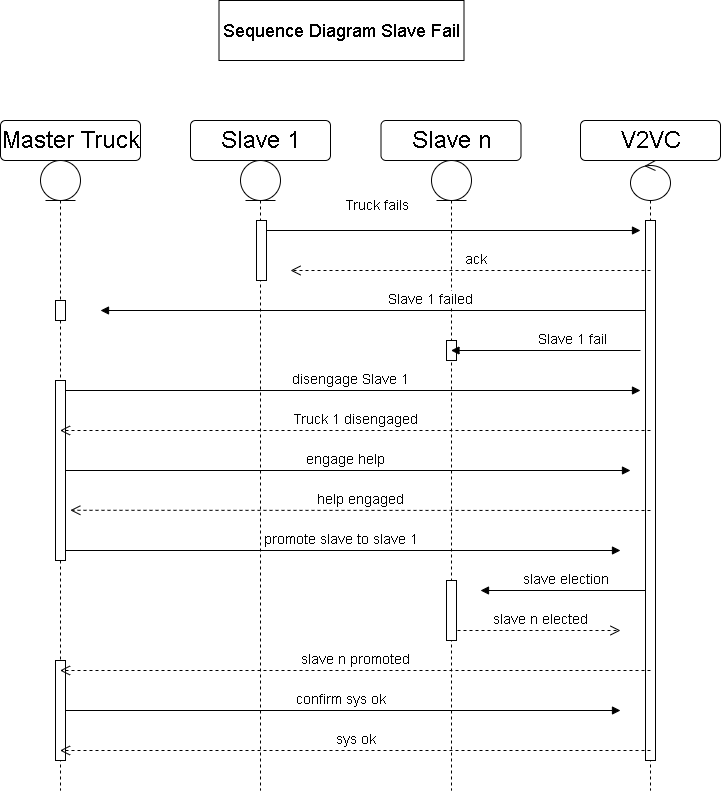 Sequence Diagram Slave Fail
Master Truck
Slave 1
Slave n
V2VC
Truck fails
ack
Slave 1 failed
Slave 1 fail
disengage Slave 1
Truck 1 disengaged
engage help
help engaged
promote slave to slave 1
slave election
slave n elected
slave n promoted
confirm sys ok
sys ok